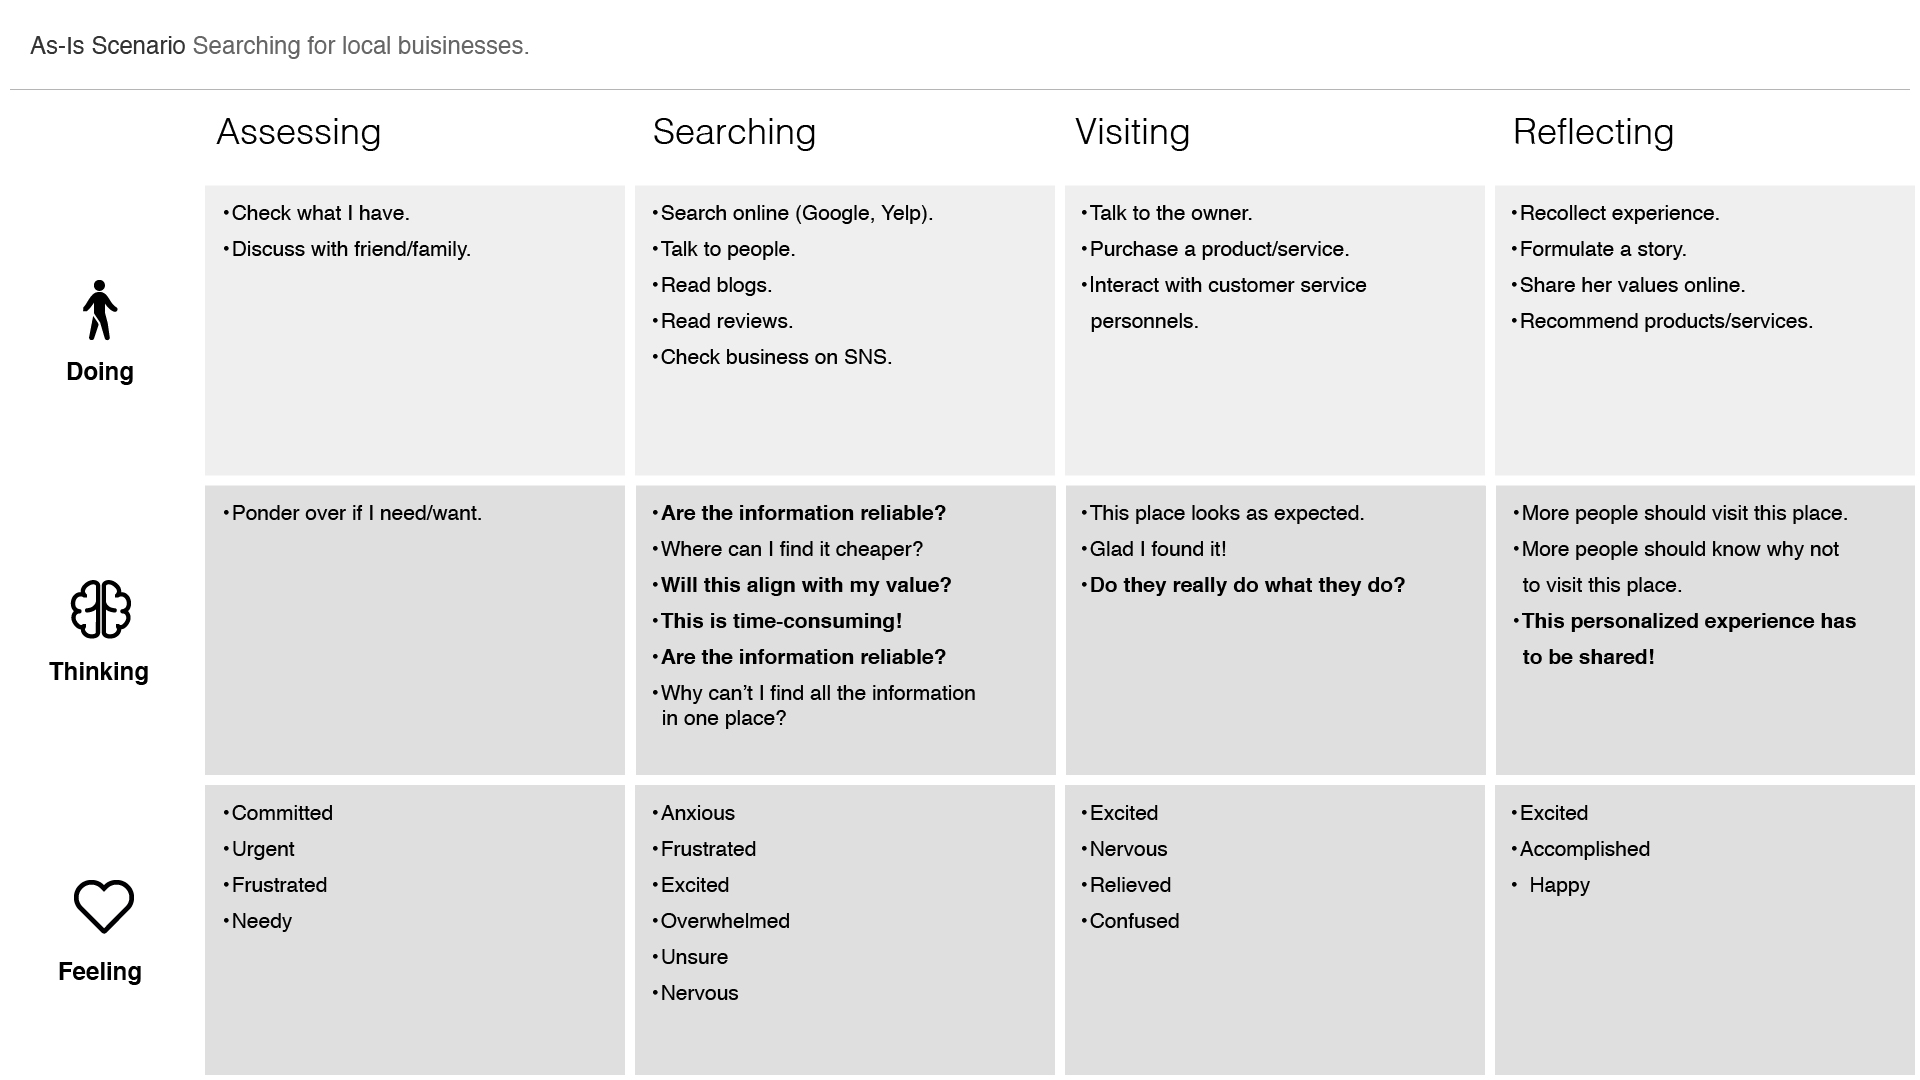 As-Is Scenario Searching for local buisinesses.
Assessing
Searching
Visiting
Reflecting
Doing
•Check what I have.
•Discuss with friend/family.
•Search online (Google, Yelp).
•Talk to people.
•Read blogs.
•Read reviews.
•Check business on SNS.
•Talk to the owner.
•Purchase a product/service.
•Interact with customer service
personnels.
•Recollect experience.
•Formulate a story.
•Share her values online.
•Recommend products/services.
Thinking
•Ponder over if I need/want.
•Are the information reliable?
•Where can I find it cheaper?
•Will this align with my value?
•This is time-consuming!
•Are the information reliable?
•Why can’t I find all the information
in one place?
•This place looks as expected.
•Glad I found it!
•Do they really do what they do?
•More people should visit this place.
•More people should know why not
to visit this place.
•This personalized experience has
to be shared!
Feeling
•Committed
•Urgent
•Frustrated
•Needy
•Anxious
•Frustrated
•Excited
•Overwhelmed
•Unsure
•Nervous
•Excited
•Nervous
•Relieved
•Confused
•Excited
•Accomplished
• Happy